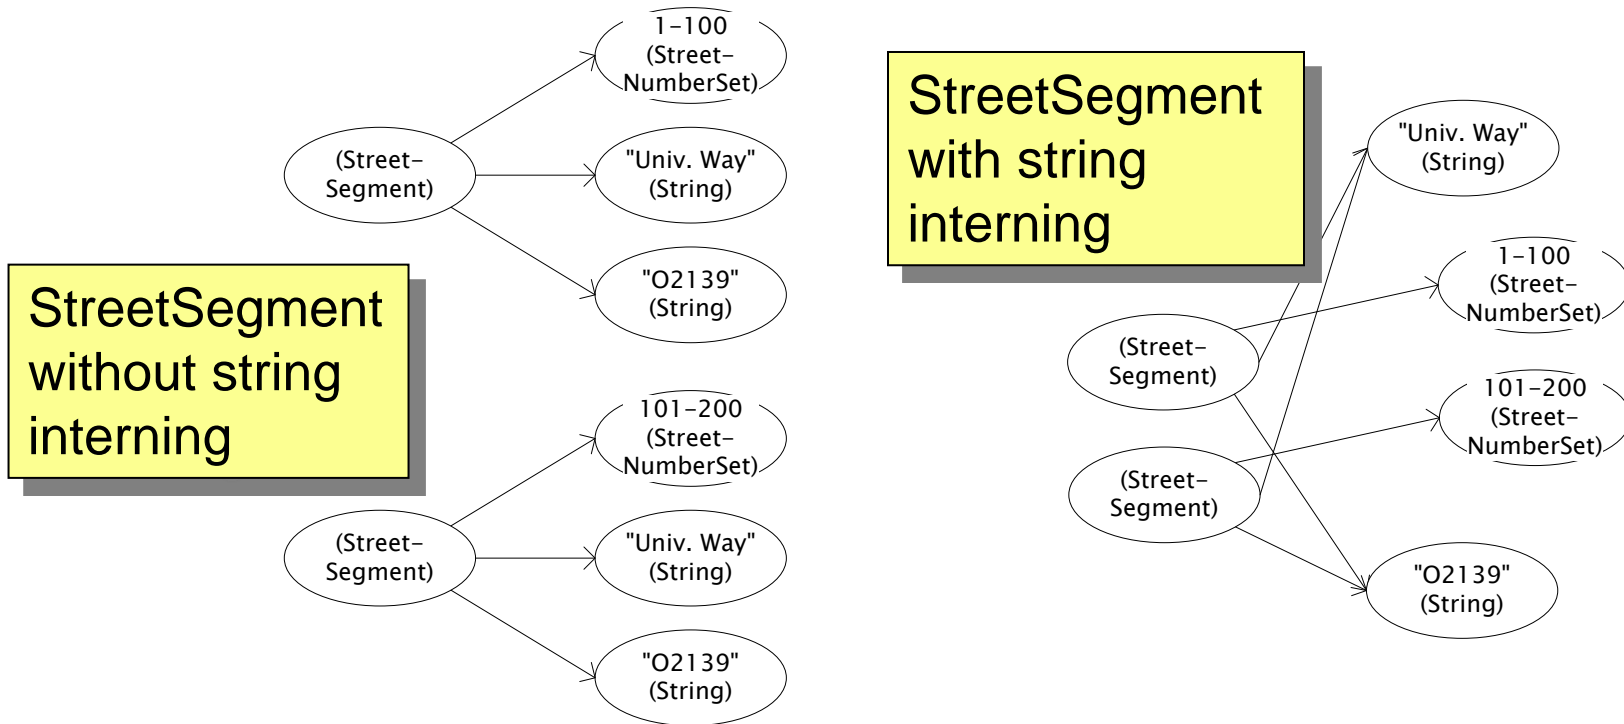 1–100
(Street–
NumberSet)
(Street–
Segment)
"Univ. Way"
(String)
"O2139"
(String)
StreetSegment
without string
interning
101–200
(Street–
NumberSet)
(Street–
Segment)
"Univ. Way"
(String)
"O2139"
(String)
StreetSegment
with string
interning
"Univ. Way"
(String)
1–100
(Street–
NumberSet)
(Street–
Segment)
101–200
(Street–
NumberSet)
(Street–
Segment)
"O2139"
(String)